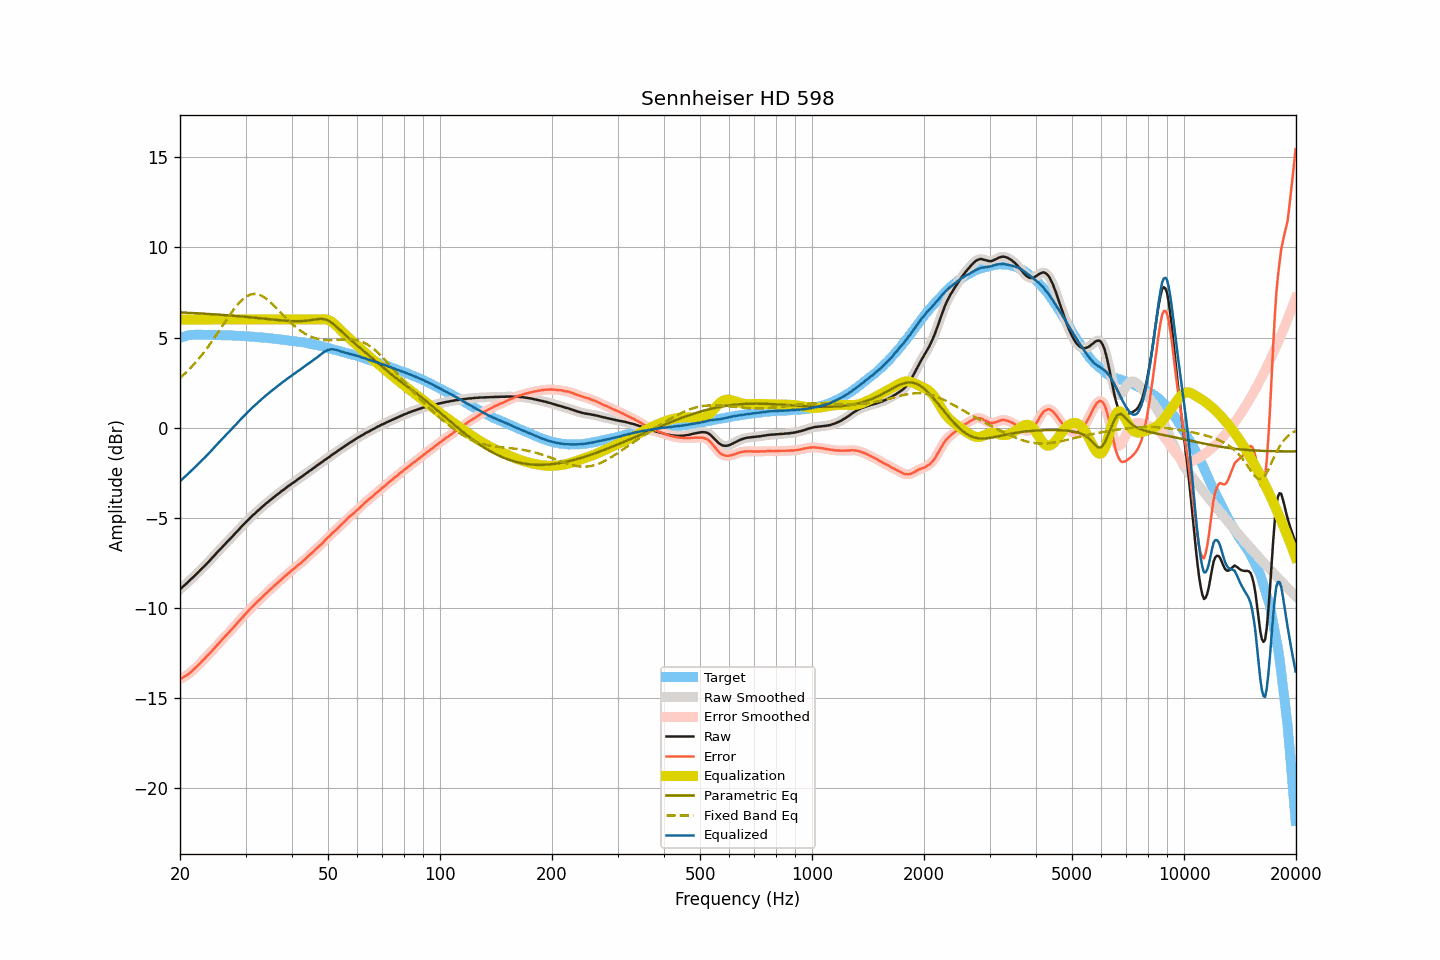 Sennheiser HD 598
Amplitude (dBr)
15
10
5
0
−5
−10
−15
−20
Target
Raw Smoothed
Error Smoothed
Raw
Error
Equalization
Parametric Eq
Fixed Band Eq
Equalized
20 50 100 200 500 1000 2000 5000 10000 20000
Frequency (Hz)